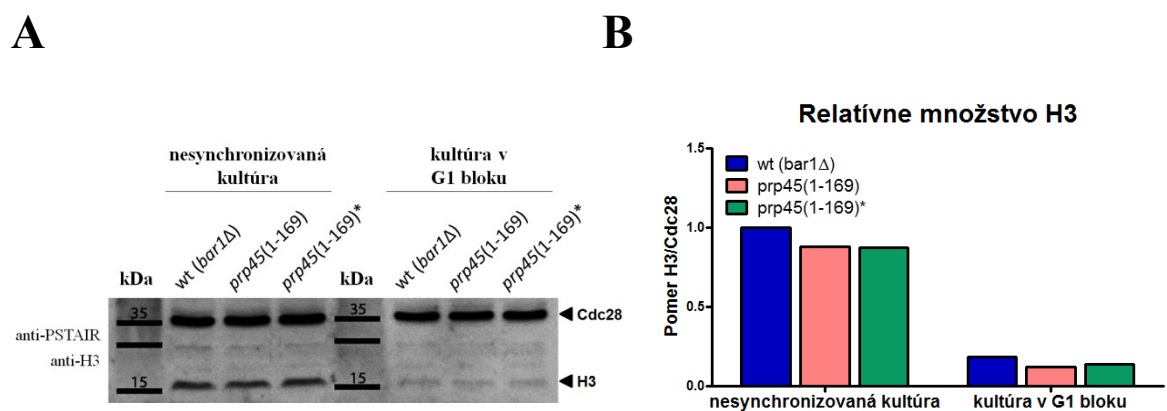 A
nesynchronizovaná
kultúra
kultúra v
G1 bloku
kDa
wt (bar1Δ)
prp45(1-169)
prp45(1-169)*
kDa
wt (bar1Δ)
prp45(1-169)
prp45(1-169)*
35
35
Cdc28
anti-PSTAIR
anti-H3
15
15
H3
B
Relatívne množstvo H3
Pomer H3/Cdc28
1.5
1.0
0.5
0.0
wt (bar1Δ)
prp45(1-169)
prp45(1-169)*
nesynchronizovaná kultúra
kultúra v G1 bloku